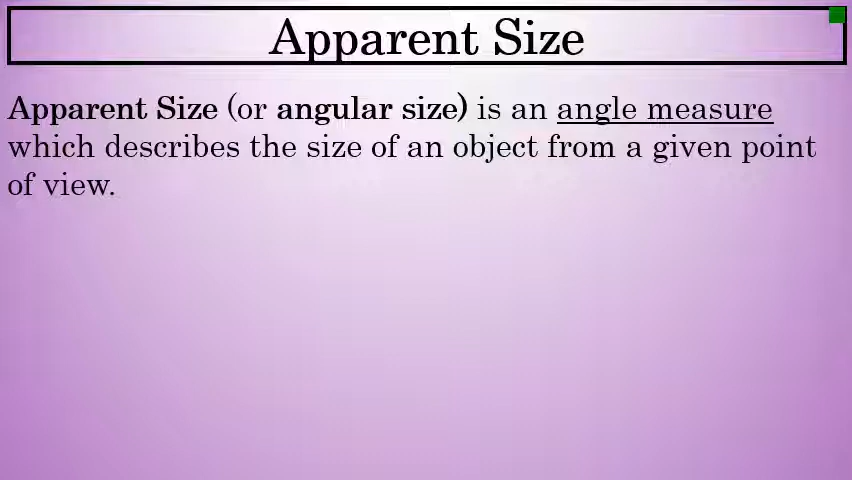 Apparent Size
Apparent Size (or angular size) is an angle measure
which describes the size of an object from a given point
of view.